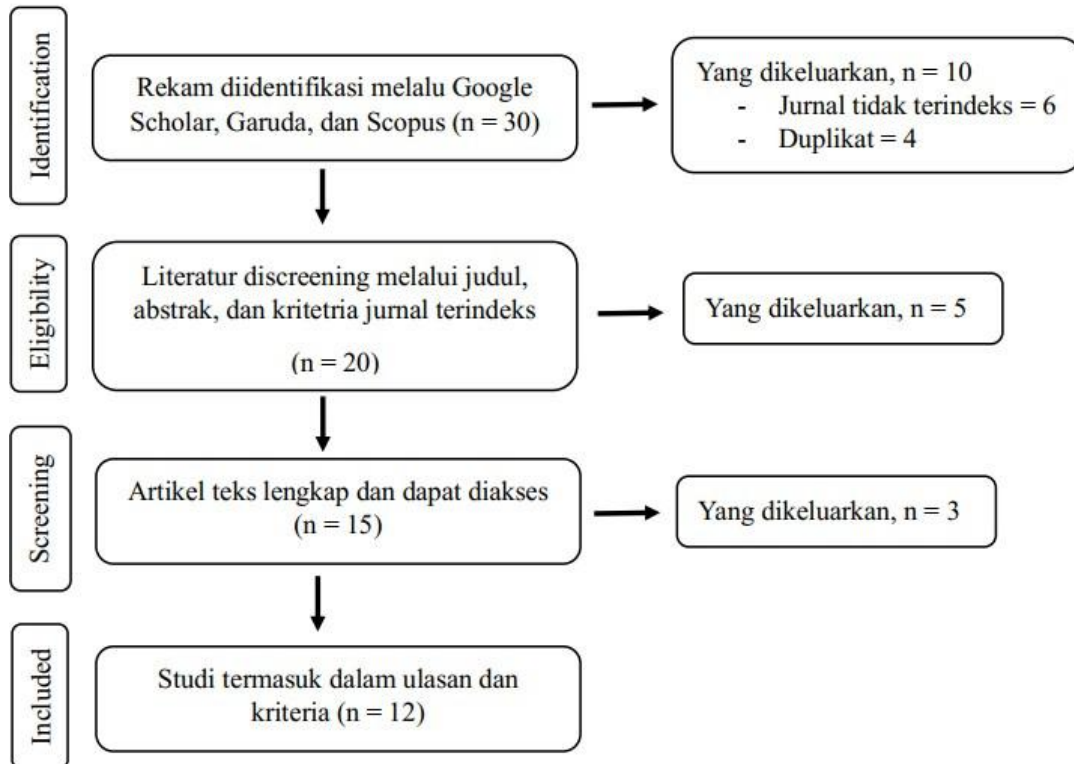 Identification
Rekam diidentifikasi melalu Google
Scholar, Garuda, dan Scopus (n = 30)
Yang dikeluarkan, n = 10
- Jurnal tidak terindeks = 6
- Duplikat = 4
Eligibility
Literatur discreening melalui judul,
abstrak, dan kritetria jurnal terindeks
(n = 20)
Yang dikeluarkan, n = 5
Screening
Artikel teks lengkap dan dapat diakses
(n = 15)
Yang dikeluarkan, n = 3
Included
Studi termasuk dalam ulasan dan
kriteria (n = 12)